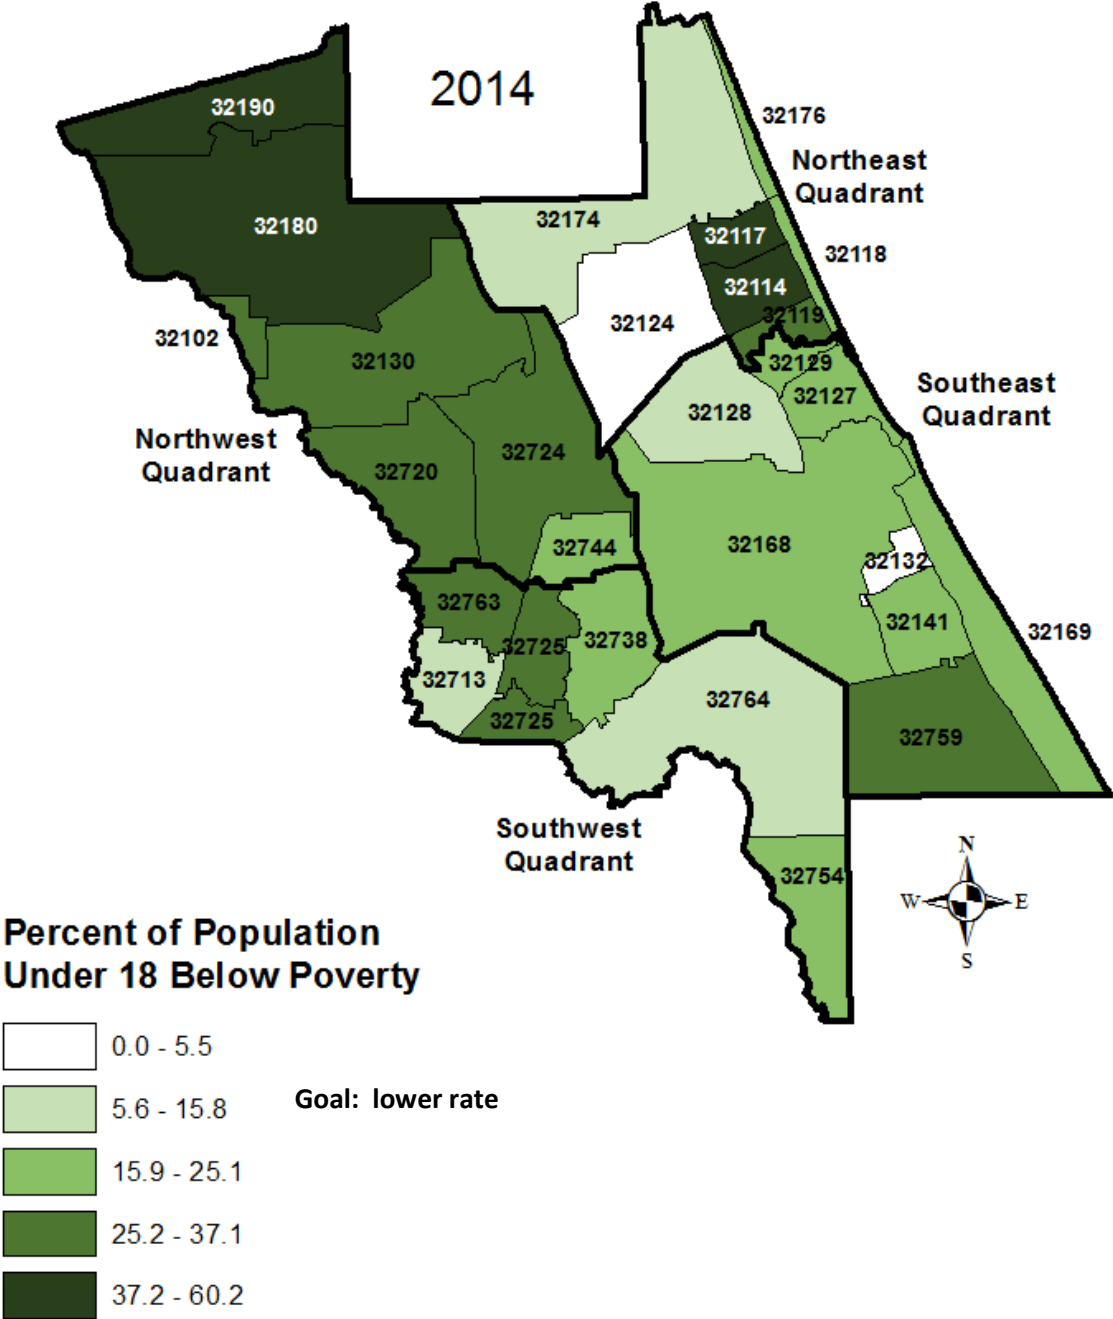 2014
32190
32176
Northeast
Quadrant
32180
32174
32117
32118
32114
32119
32124
32102
32130
32129
32127
Southeast
Quadrant
32128
Northwest
Quadrant
32720
32724
32744
32168
32132
32763
32725
32738
32141
32169
32713
32764
32725
32759
Southwest
Quadrant
32754
N
W
E
S
Percent of Population
Under 18 Below Poverty
0.0 - 5.5
5.6 - 15.8
Goal: lower rate
15.9 - 25.1
25.2 - 37.1
37.2 - 60.2